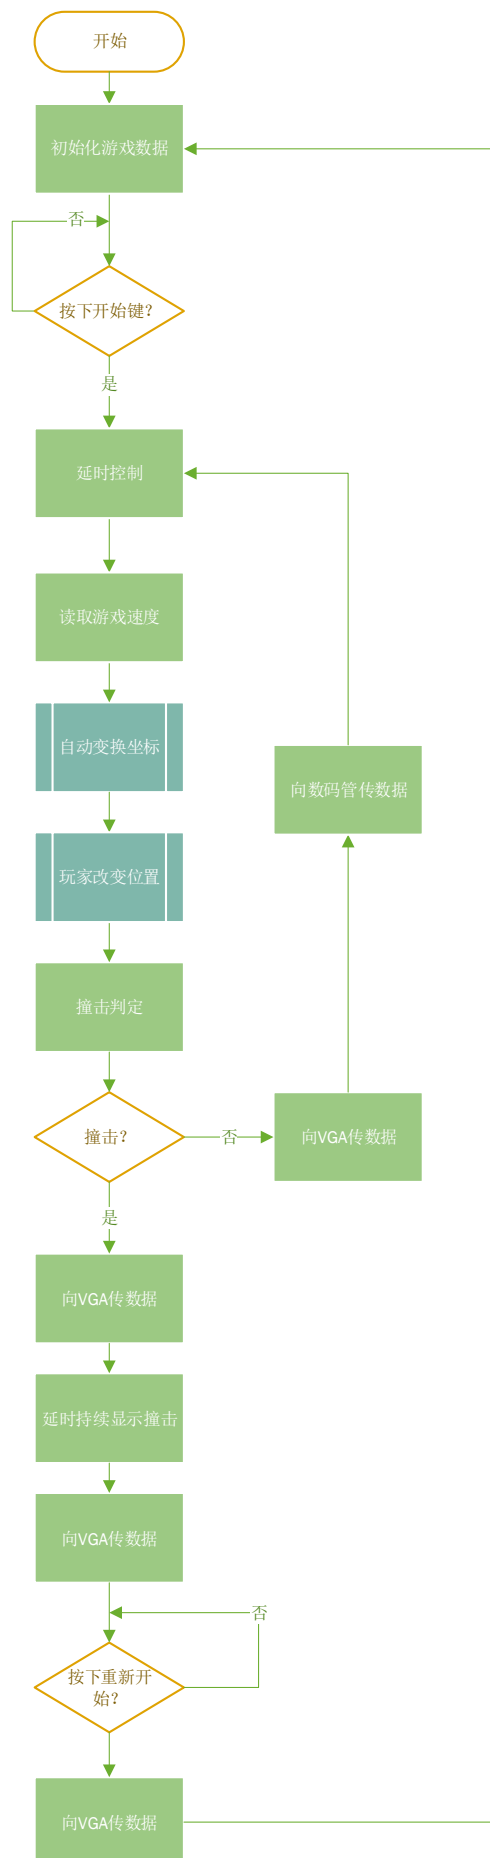 开始
初始化游戏数据
否
按下开始键？
是
延时控制
读取游戏速度
自动变换坐标
向数码管传数据
玩家改变位置
撞击判定
撞击？
否
向VGA传数据
是
向VGA传数据
延时持续显示撞击
向VGA传数据
否
按下重新开
始？
向VGA传数据